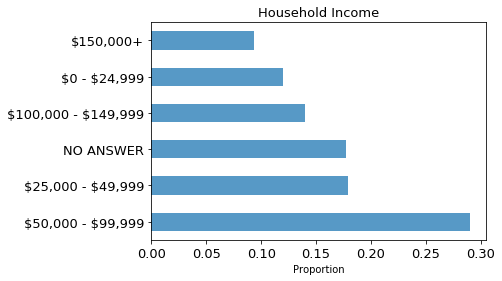 Household Income
$150,000+
$0 - $24,999
$100,000 - $149,999
NO ANSWER
$25,000 - $49,999
$50,000 - $99,999
0.00 0.05 0.10 0.15 0.20 0.25 0.30
Proportion